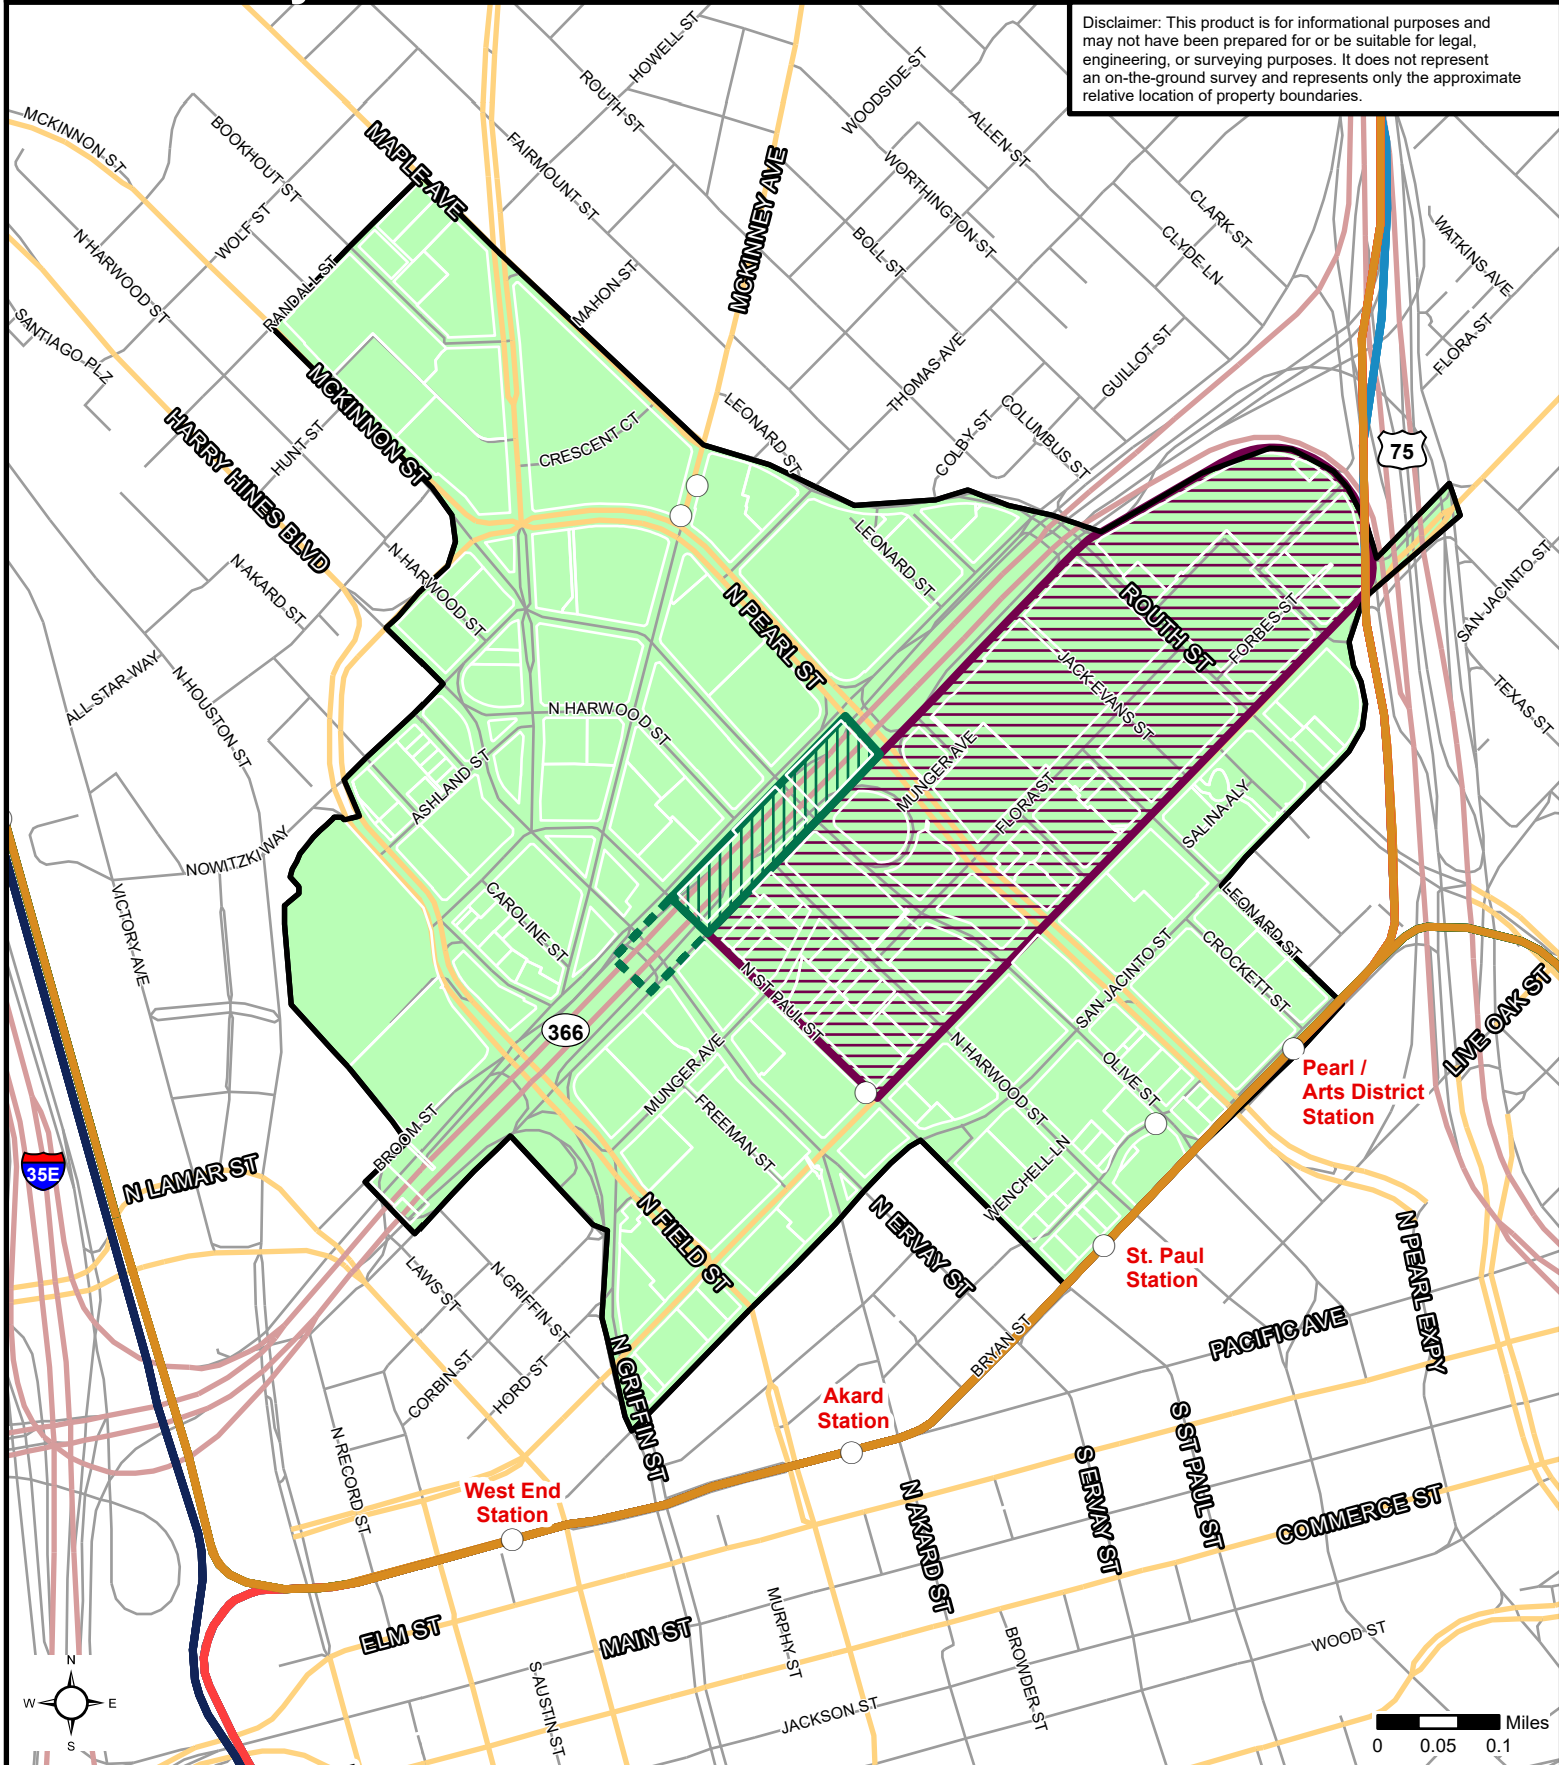 Disclaimer: This product is for informational purposes and
may not have been prepared for or be suitable for legal,
engineering, or surveying purposes. It does not represent
an on-the-ground survey and represents only the approximate
relative location of property boundaries.
HOWELL ST
ROUTH ST
WOODSIDE ST
ALLEN ST
MCKINNON ST
BOOKHOUT ST
MAPLE AVE
FAIRMOUNT ST
MCKINNEY AVE
WORTHINGTON ST
CLARK ST
WATKINS AVE
WOLF ST
N HARWOOD ST
BOLL ST
CLYDE LN
RANDALL ST
MAHON ST
SANTIAGO PLZ
THOMAS AVE
GUILLOT ST
FLORA ST
MCKINNON ST
LEONARD ST
COLBY ST
COLUMBUS ST
CRESCENT CT
HUNT ST
75
HARRY HINES BLVD
LEONARD ST
N HARWOOD ST
N AKARD ST
N PEARL ST
ROUTH ST
FORBES ST
SAN JACINTO ST
ALL STAR WAY
N HOUSTON ST
JACK EVANS ST
TEXAS ST
N HARWOOD ST
ASHLAND ST
MUNGER AVE
FLORA ST
SALINA ALY
NOWITZKI WAY
VICTORY AVE
CAROLINE ST
LEONARD ST
CROCKETT ST
N ST PAUL ST
SAN JACINTO ST
LIVE OAK ST
366
MUNGER AVE
N HARWOOD ST
OLIVE ST
Pearl /
Arts District
Station
FREEMAN ST
BROOM ST
35E
N LAMAR ST
WENCHELL LN
N FIELD ST
N ERVAY ST
St. Paul
Station
N PEARL EXPY
LAWS ST
N GRIFFIN ST
PACIFIC AVE
BRYAN ST
CORBIN ST
HORD ST
N GRIFFIN ST
Akard
Station
N RECORD ST
West End
Station
S ERVAY ST
S ST PAUL ST
COMMERCE ST
N AKARD ST
ELM ST
MAIN ST
MURPHY ST
BROWDER ST
WOOD ST
S AUSTIN ST
JACKSON ST
N
W E
S
Miles
0 0.05 0.1